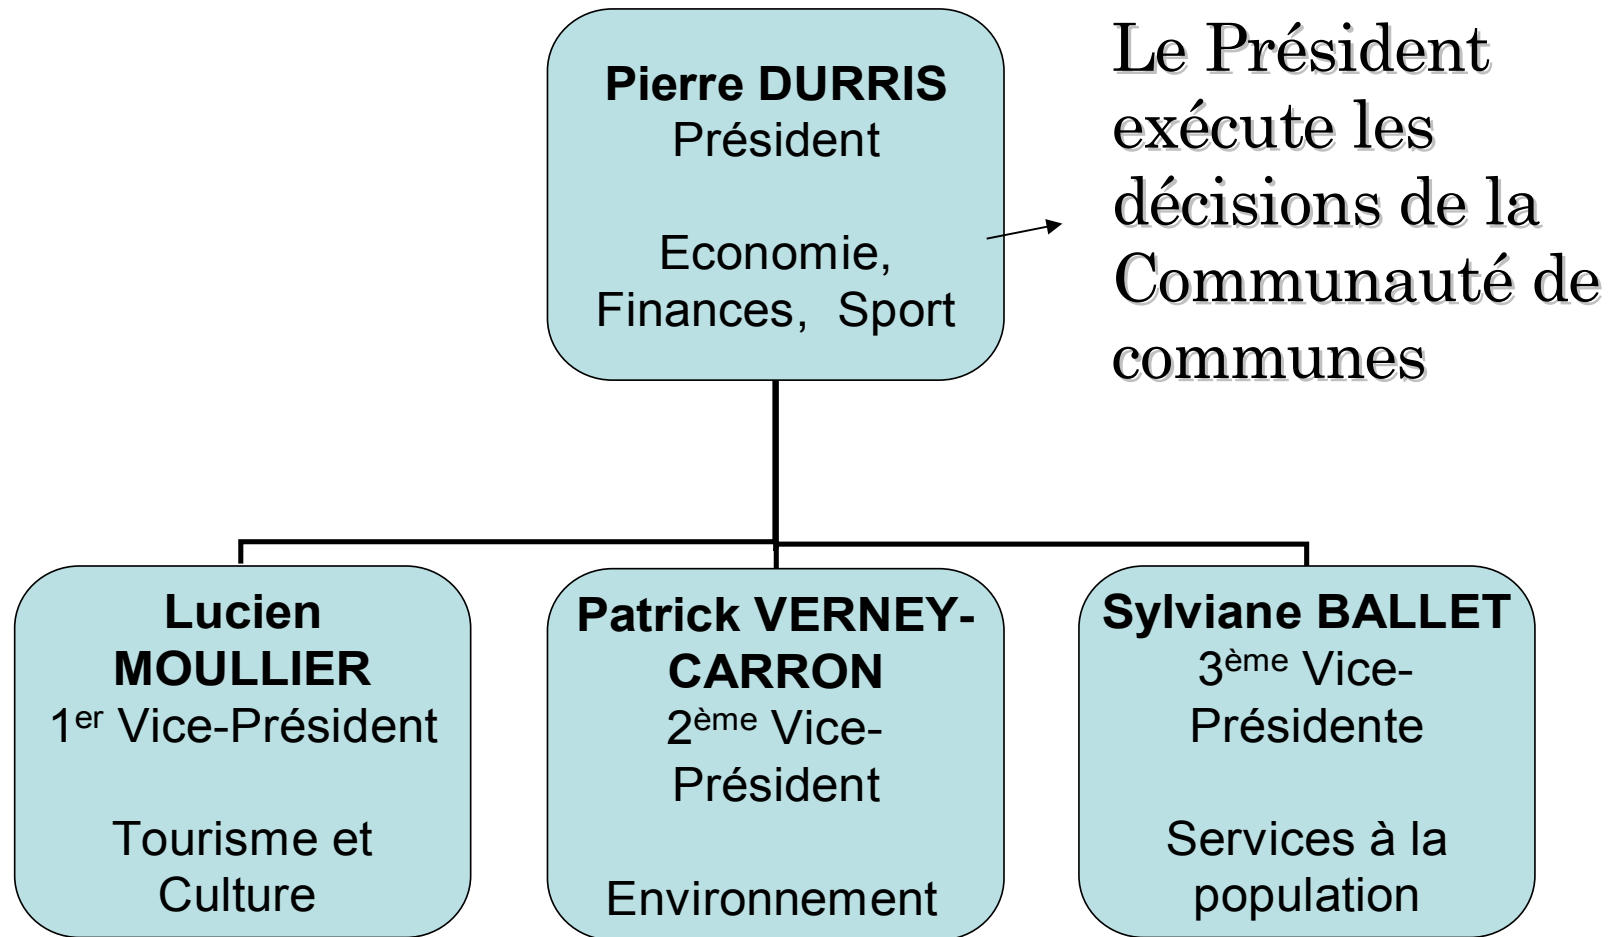 Pierre DURRIS
Président
Economie,
Finances, Sport
Le Président
exécute les
décisions de la
Communauté de
communes
Lucien
MOULLIER
1er Vice-Président
Tourisme et
Culture
Patrick VERNEY-
CARRON
2ème Vice-
Président
Environnement
Sylviane BALLET
3ème Vice-
Présidente
Services à la
population